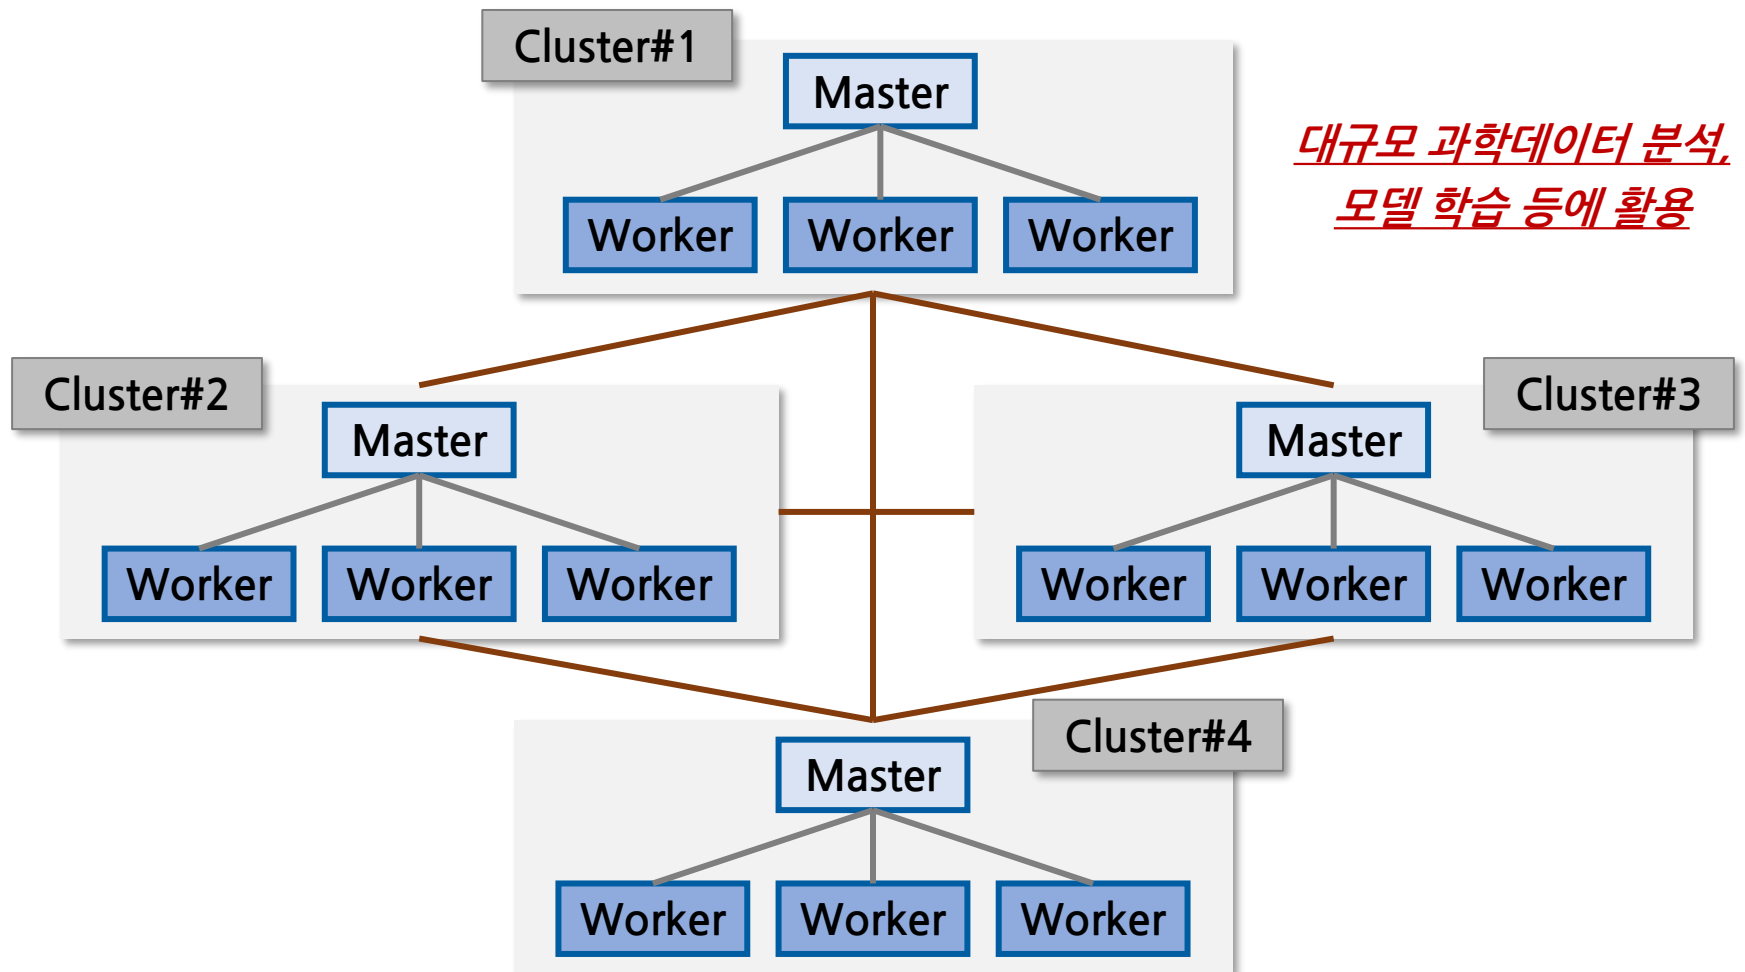 Cluster#1
Master
Worker Worker Worker
대규모 과학데이터 분석,
모델 학습 등에 활용
Cluster#2
Master
Worker Worker Worker
Cluster#3
Master
Worker Worker Worker
Cluster#4
Master
Worker Worker Worker